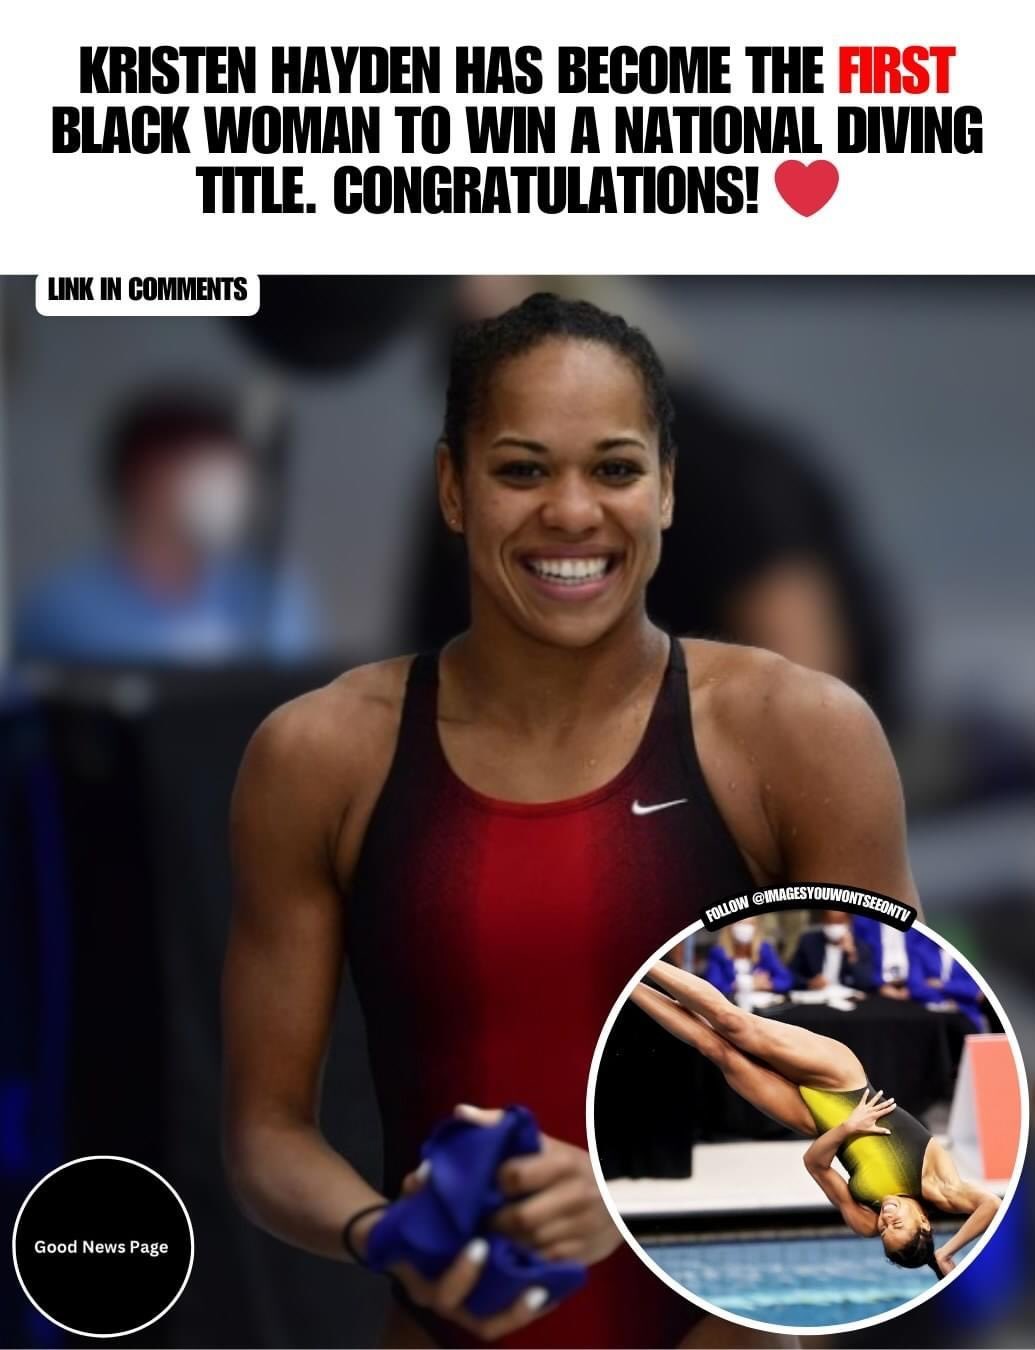 KRISTEN HAYDEN HAS BECOME THE FIRST
BLACK WOMAN TO WIN A NATIONAL DIVING
TITLE. CONGRATULATIONS! ❤️
LINK IN COMMENTS
FOLLOW @IMAGESYOUWONTSEEONTV
Good News Page